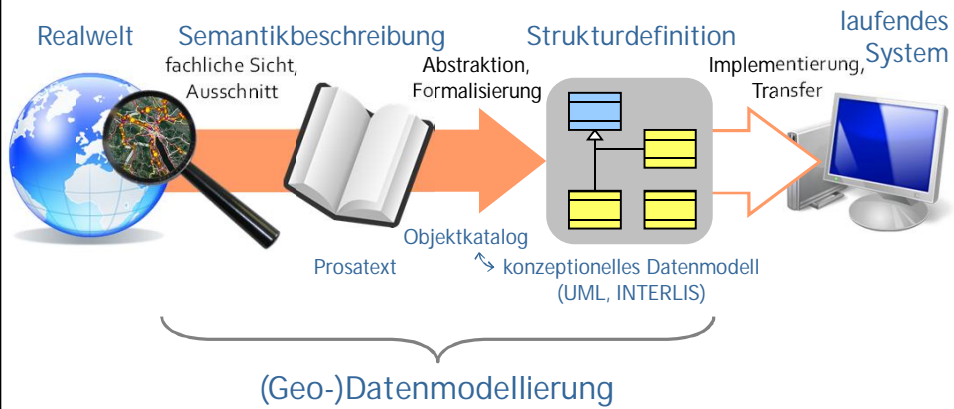 Realwelt
Semantikbeschreibung
fachliche Sicht,
Ausschnitt
Abstraktion,
Formalisierung
Strukturdefinition
Implementierung,
Transfer
laufendes
System
Prosatext
Objektkatalog
konzeptionelles Datenmodell
(UML, INTERLIS)
(Geo-)Datenmodellierung